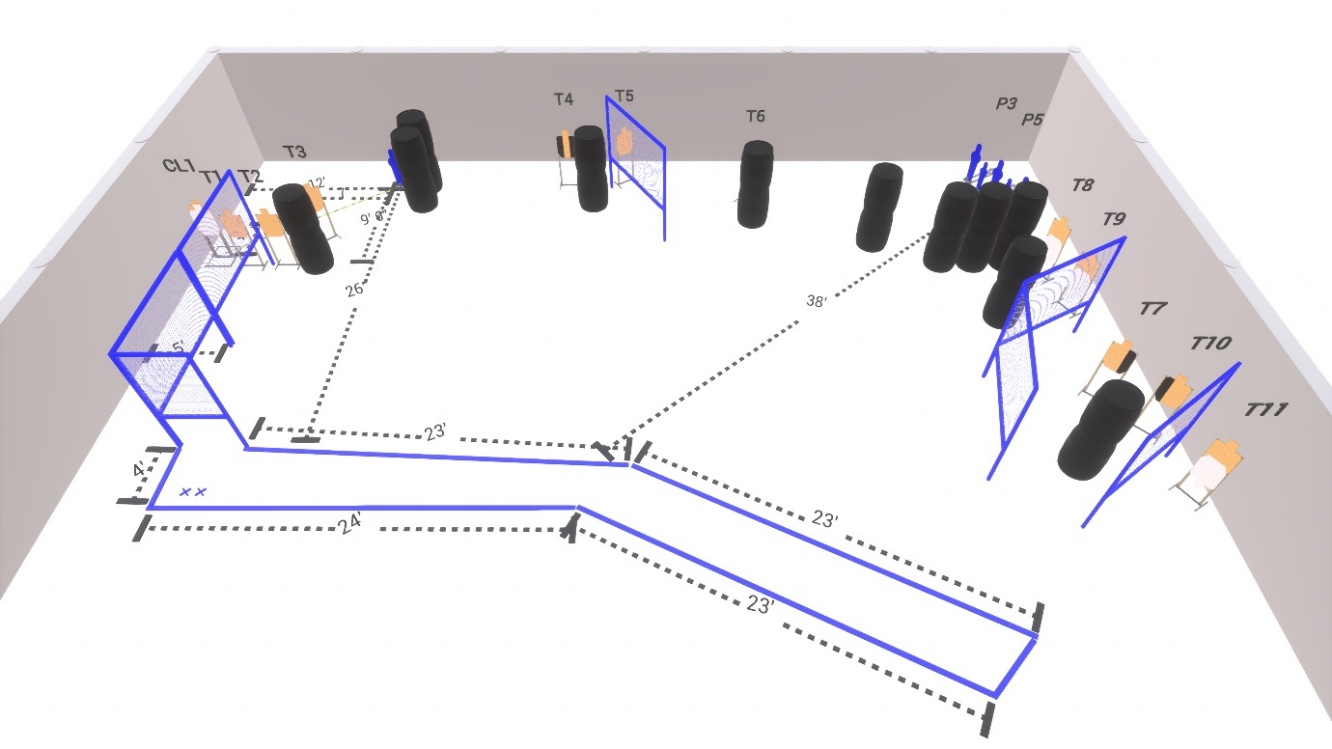 T4
T5
T6
P3
P5
CL1
T1
T2
T3
12'
9'
T8
T9
26'
38'
T7
T10
T11
5'
23'
4'
××
24'
23'
23'